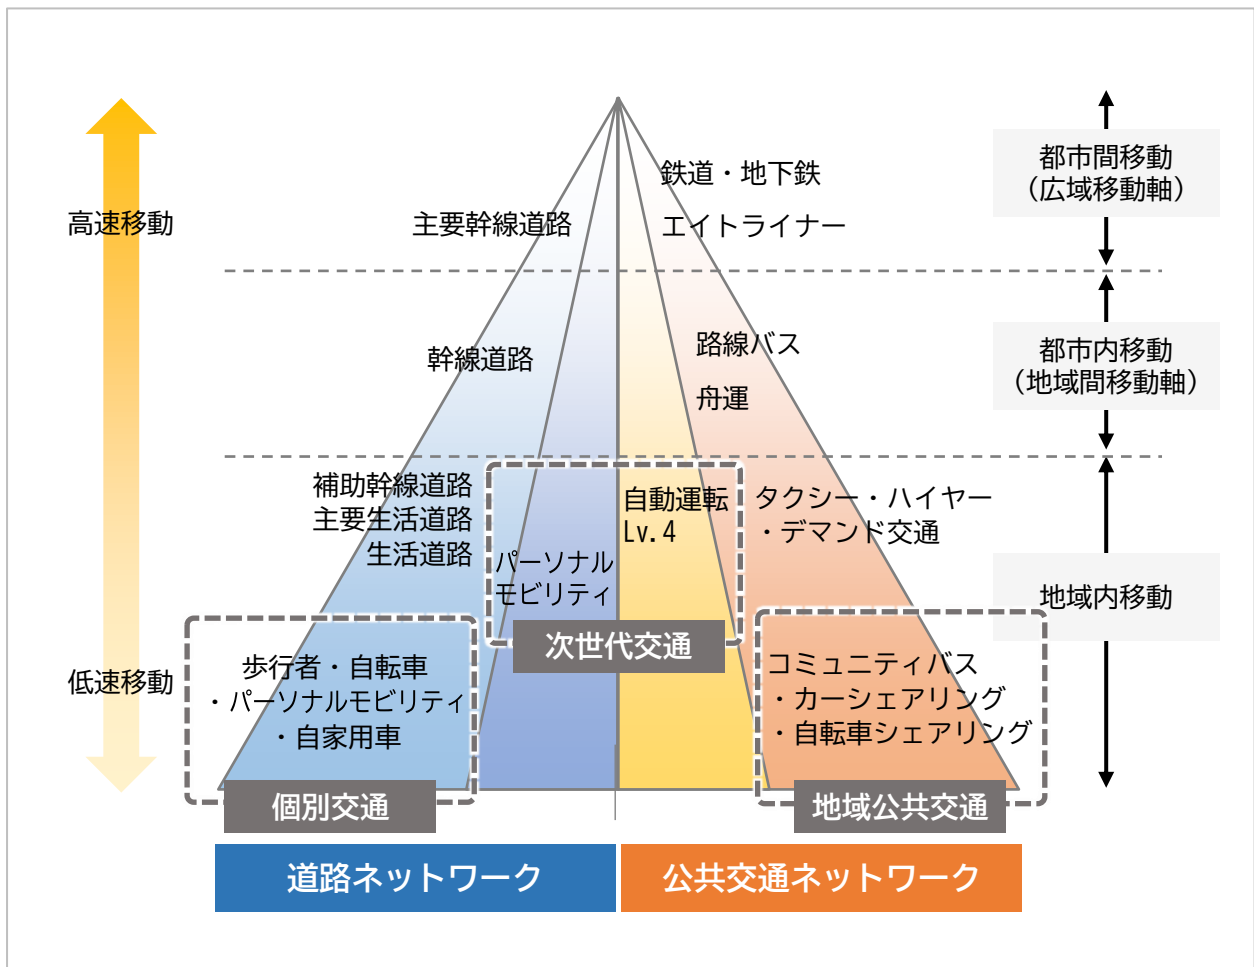 高速移動
低速移動
主要幹線道路
鉄道・地下鉄
エイトライナー
都市間移動
（広域移動軸）
幹線道路
路線バス
舟運
都市内移動
（地域間移動軸）
補助幹線道路
主要生活道路
生活道路
パーソナル
モビリティ
自動運転
Lv.4
次世代交通
タクシー・ハイヤー
・デマンド交通
地域内移動
歩行者・自転車
・パーソナルモビリティ
・自家用車
個別交通
コミュニティバス
・カーシェアリング
・自転車シェアリング
地域公共交通
道路ネットワーク
公共交通ネットワーク